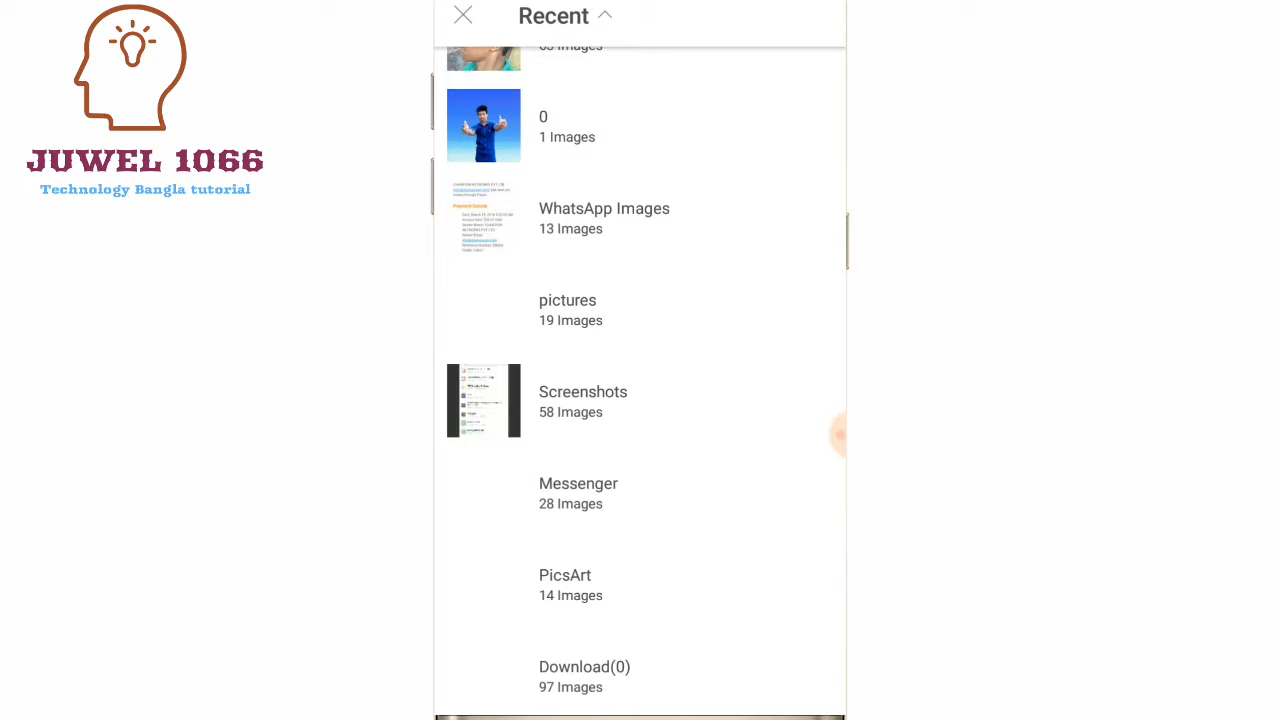 Recent
JUWEL 1066
Technology Bangla tutorial
0
1 Images
WhatsApp Images
13 Images
pictures
19 Images
Screenshots
58 Images
Messenger
28 Images
PicsArt
14 Images
Download(0)
97 Images